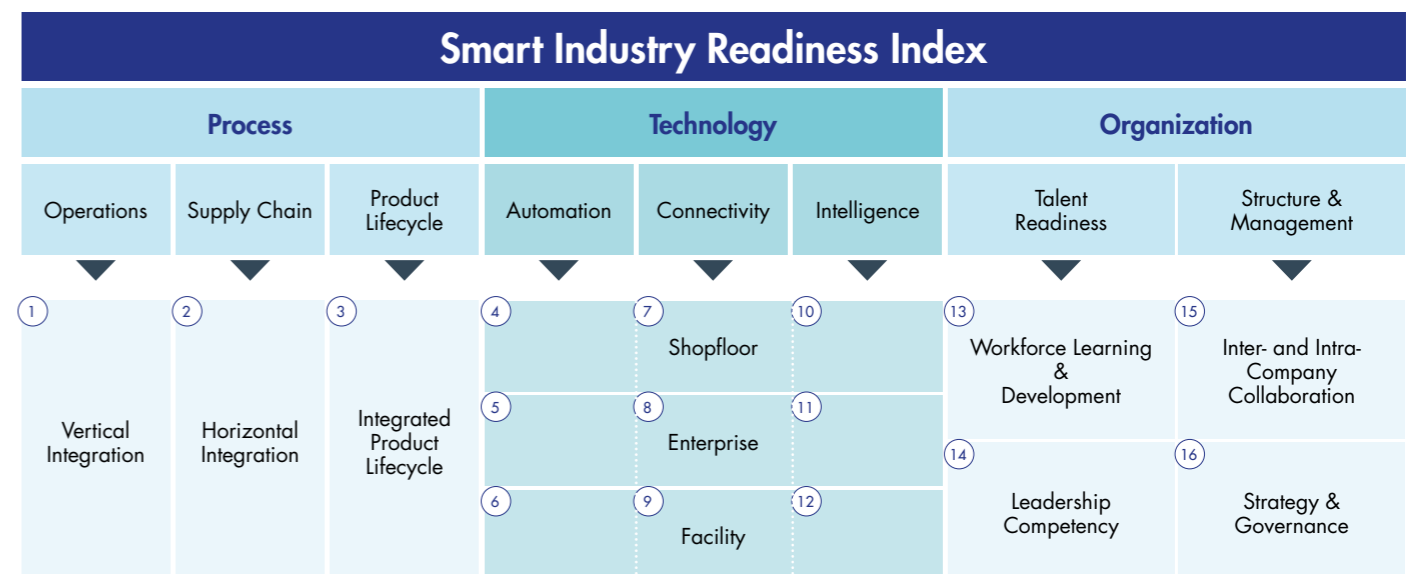 Smart Industry Readiness Index
Process
Technology
Organization
Operations
Supply Chain
Product
Lifecycle
Automation
Connectivity
Intelligence
Talent
Readiness
Structure &
Management
1
Vertical
Integration
2
Horizontal
Integration
3
Integrated
Product
Lifecycle
4
7
10
Shopfloor
5
8
11
Enterprise
6
9
12
Facility
13
Workforce Learning
&
Development
14
Leadership
Competency
15
Inter- and Intra-
Company
Collaboration
16
Strategy &
Governance